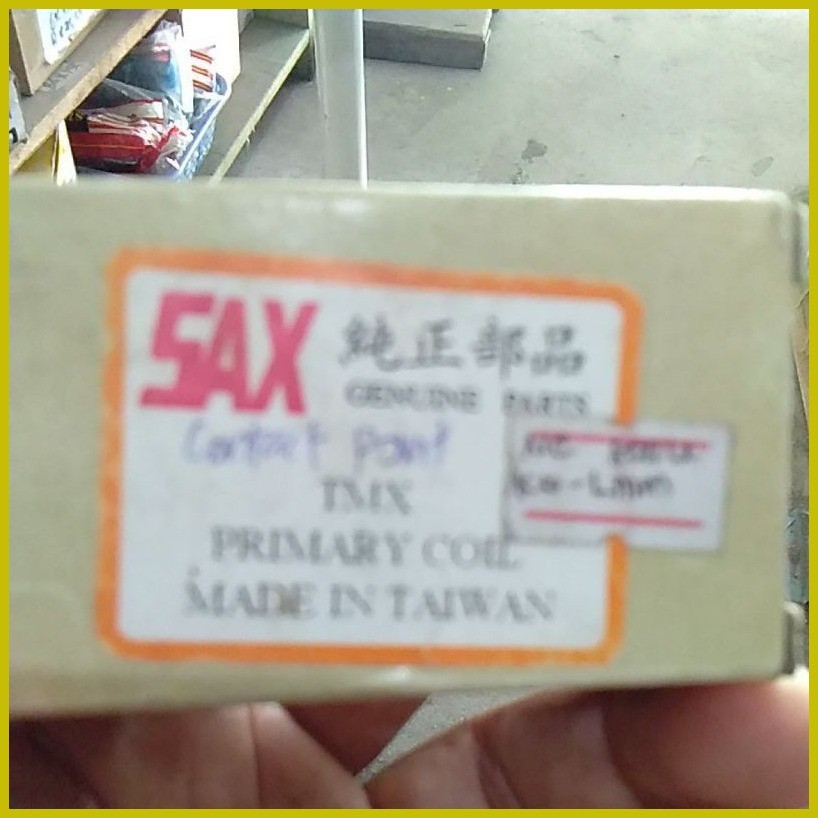 SAX 純正部品
GENUINE PARTS
Contact Point
TMX
PRIMARY COIL
MADE IN TAIWAN